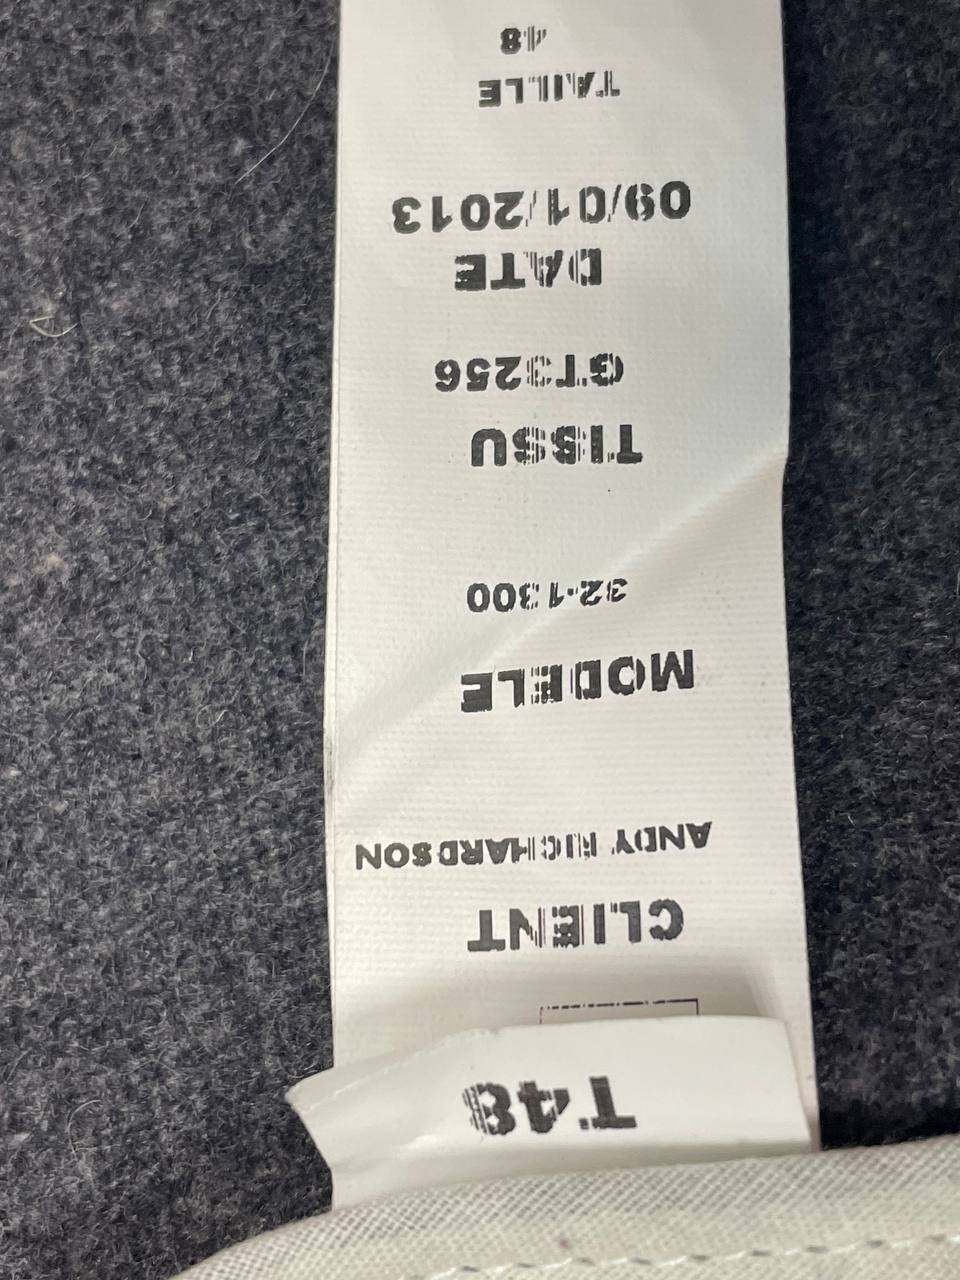 T48
CLIENT
ANDY RICHARDSON
MODELE
32-1300
TISSU
GT3256
DATE
09/01/2013
TAILLE
48